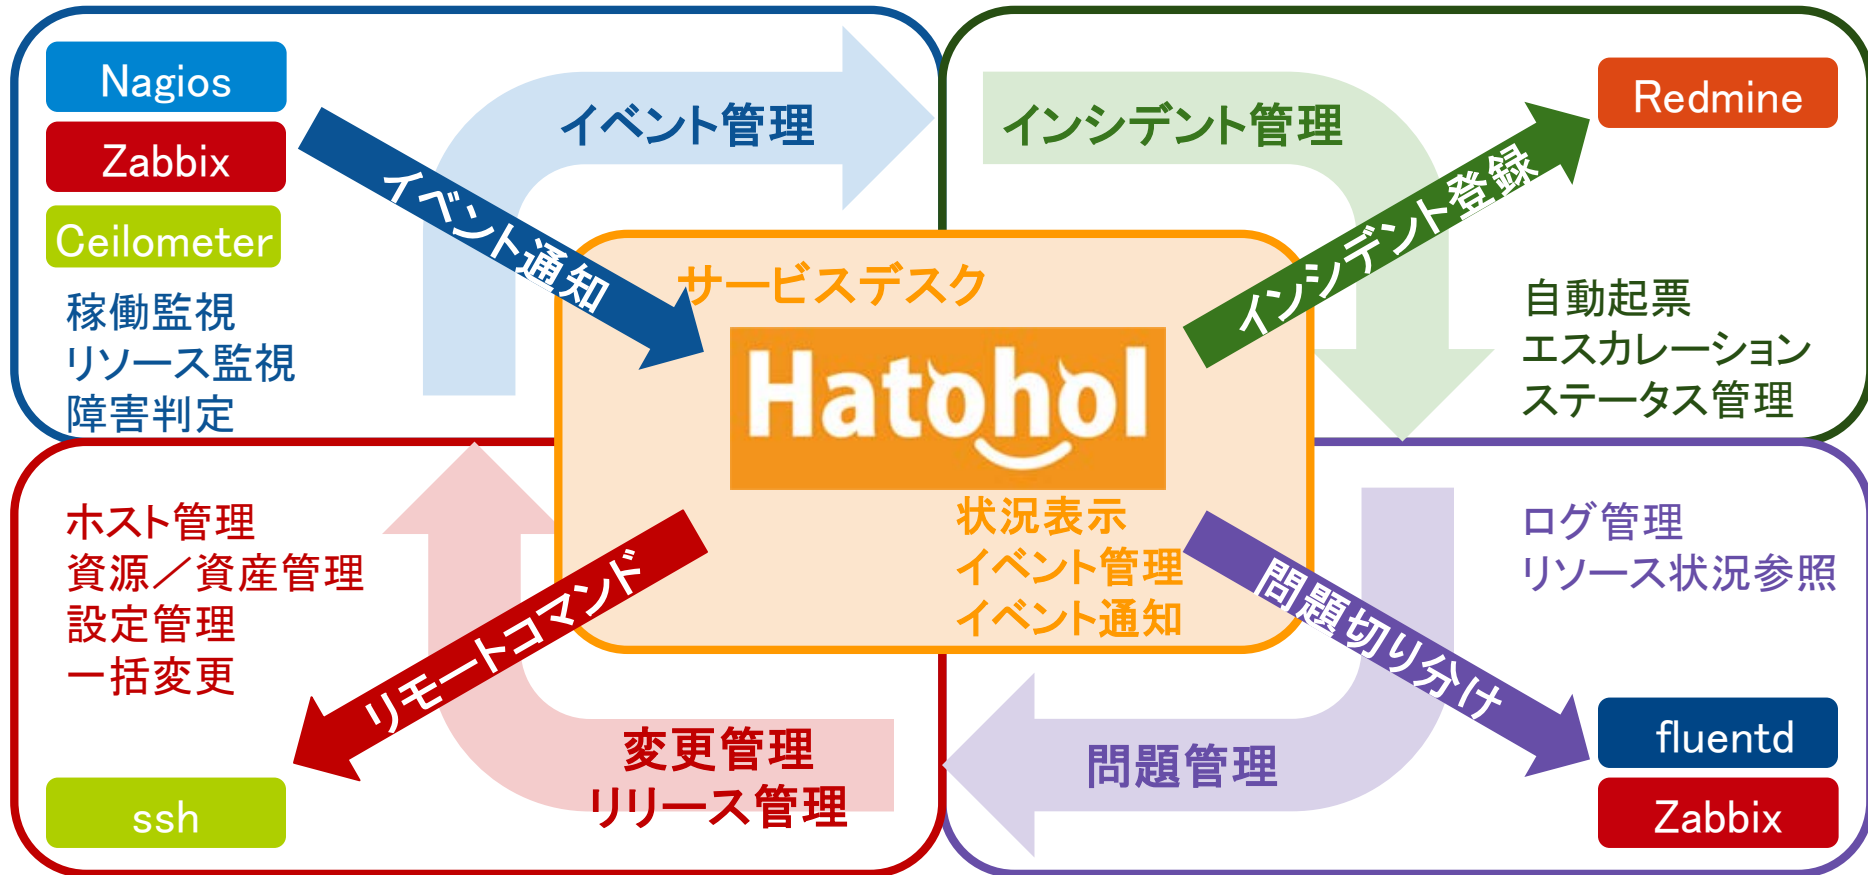 Nagios
Zabbix
Ceilometer
稼働監視
リソース監視
障害判定
イベント管理
イベント通知
インシデント管理
インシデント登録
Redmine
自動起票
エスカレーション
ステータス管理
サービスデスク
Hatohol
状況表示
イベント管理
イベント通知
ホスト管理
資源／資産管理
設定管理
一括変更
リモートコマンド
ssh
変更管理
リリース管理
問題管理
問題切り分け
ログ管理
リソース状況参照
fluentd
Zabbix